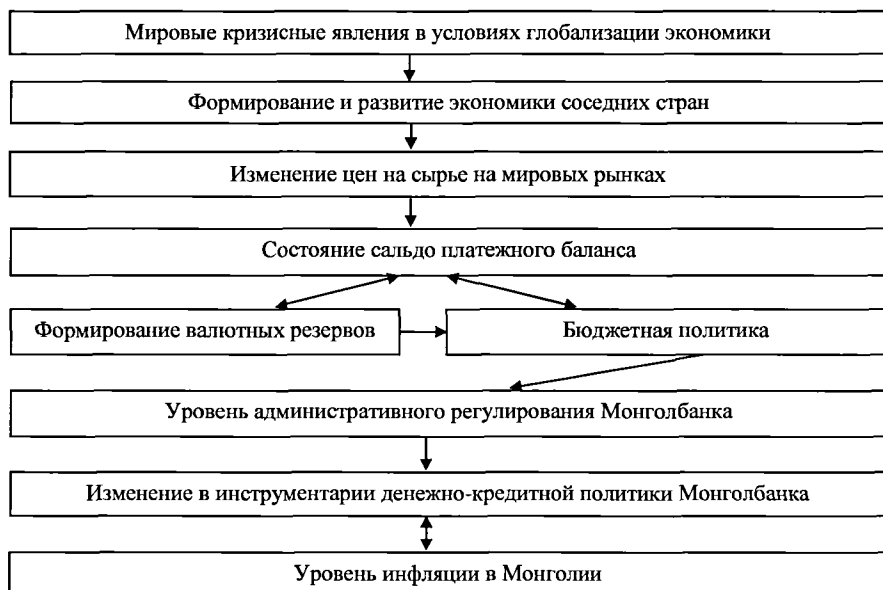 Мировые кризисные явления в условиях глобализации экономики
Формирование и развитие экономики соседних стран
Изменение цен на сырье на мировых рынках
Состояние сальдо платежного баланса
Формирование валютных резервов
Бюджетная политика
Уровень административного регулирования Монголбанка
Изменение в инструментарии денежно-кредитной политики Монголбанка
Уровень инфляции в Монголии